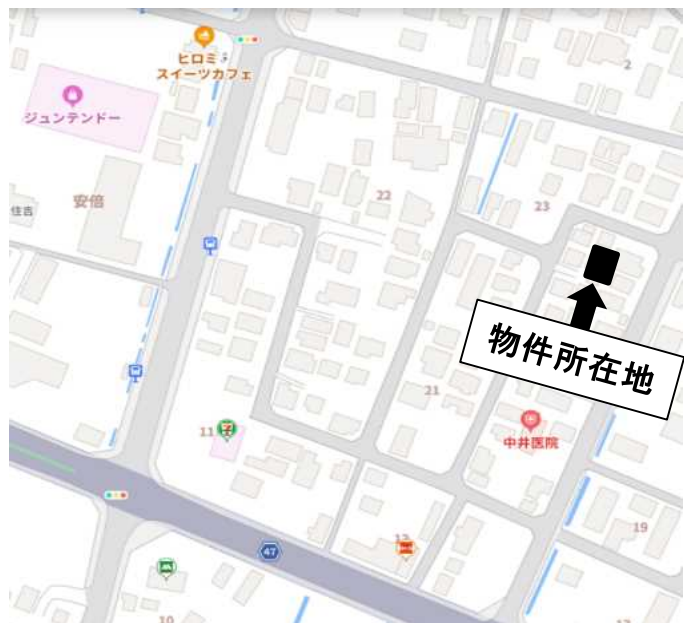 ヒロミ
スイーツカフェ
ジュンテンドー
2
22
23
安倍
住吉
物件所在地
21
11
子
中井医院
19
13
47
10
17